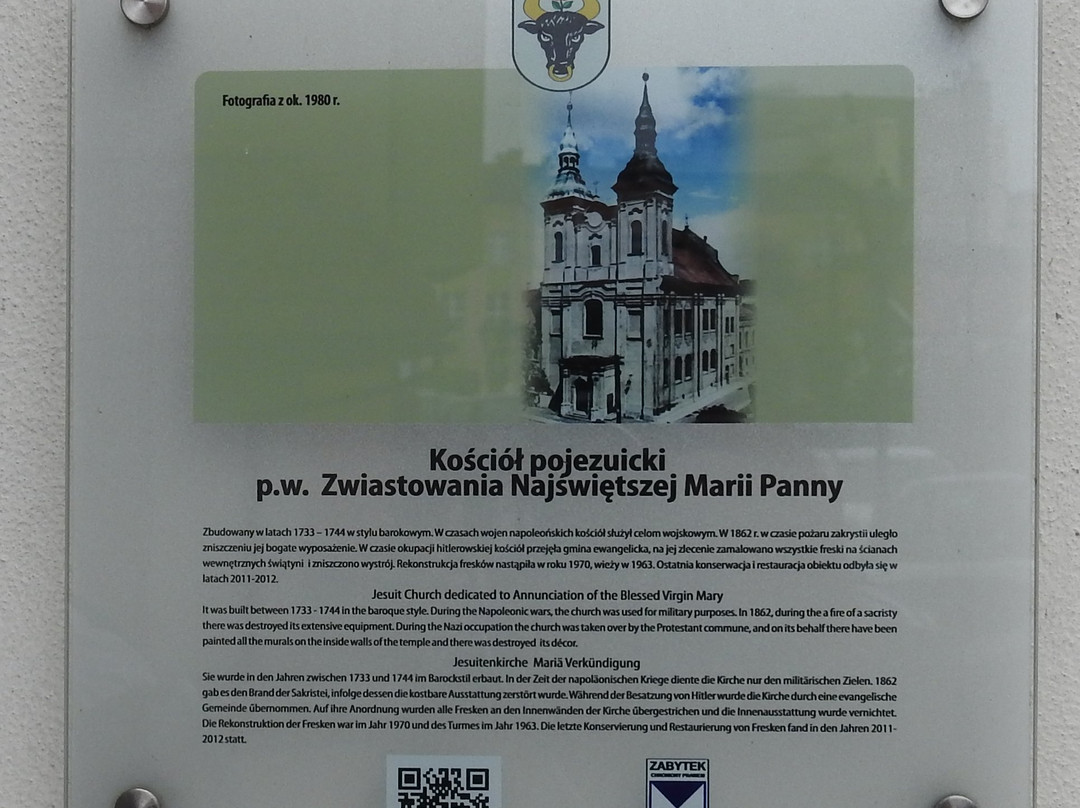 Fotografia z ok. 1980 r.
Kościół pojezuicki
p.w. Zwiastowania Najświętszej Marii Panny
Zbudowany w latach 1733 – 1744 w stylu barokowym. W czasach wojen napoleońskich kościół służył celom wojskowym. W 1862 r. w czasie pożaru zakrystii uległo
zniszczeniu jej bogate wyposażenie. W czasie okupacji hitlerowskiej kościół przejęła gmina ewangelicka, na jej zlecenie zamalowano wszystkie freski na ścianach
wewnętrznych świątyni i zniszczono wystrój. Rekonstrukcja fresków nastąpiła w roku 1970, wieży w 1963. Ostatnia konserwacja i restauracja obiektu odbyła się w
latach 2011-2012.
Jesuit Church dedicated to Annunciation of the Blessed Virgin Mary
It was built between 1733 - 1744 in the baroque style. During the Napoleonic wars, the church was used for military purposes. In 1862, during the a fire of a sacristy
there was destroyed its extensive equipment. During the Nazi occupation the church was taken over by the Protestant commune, and on its behalf there have been
painted all the murals on the inside walls of the temple and there was destroyed its décor.
Jesuitenkirche Mariä Verkündigung
Sie wurde in den Jahren zwischen 1733 und 1744 im Barockstil erbaut. In der Zeit der napoläonischen Kriege diente die Kirche nur den militärischen Zielen. 1862
gab es den Brand der Sakristei, infolge dessen die kostbare Ausstattung zerstört wurde. Während der Besatzung von Hitler wurde die Kirche durch eine evangelische
Gemeinde übernommen. Auf ihre Anordnung wurden alle Fresken an den Innenwänden der Kirche übergestrichen und die Innenausstattung wurde vernichtet.
Die Rekonstruktion der Fresken war im Jahr 1970 und des Turmes im Jahr 1963. Die letzte Konservierung und Restaurierung von Fresken fand in den Jahren 2011-
2012 statt.
ZABYTEK
CHRONIONY PRAWEM